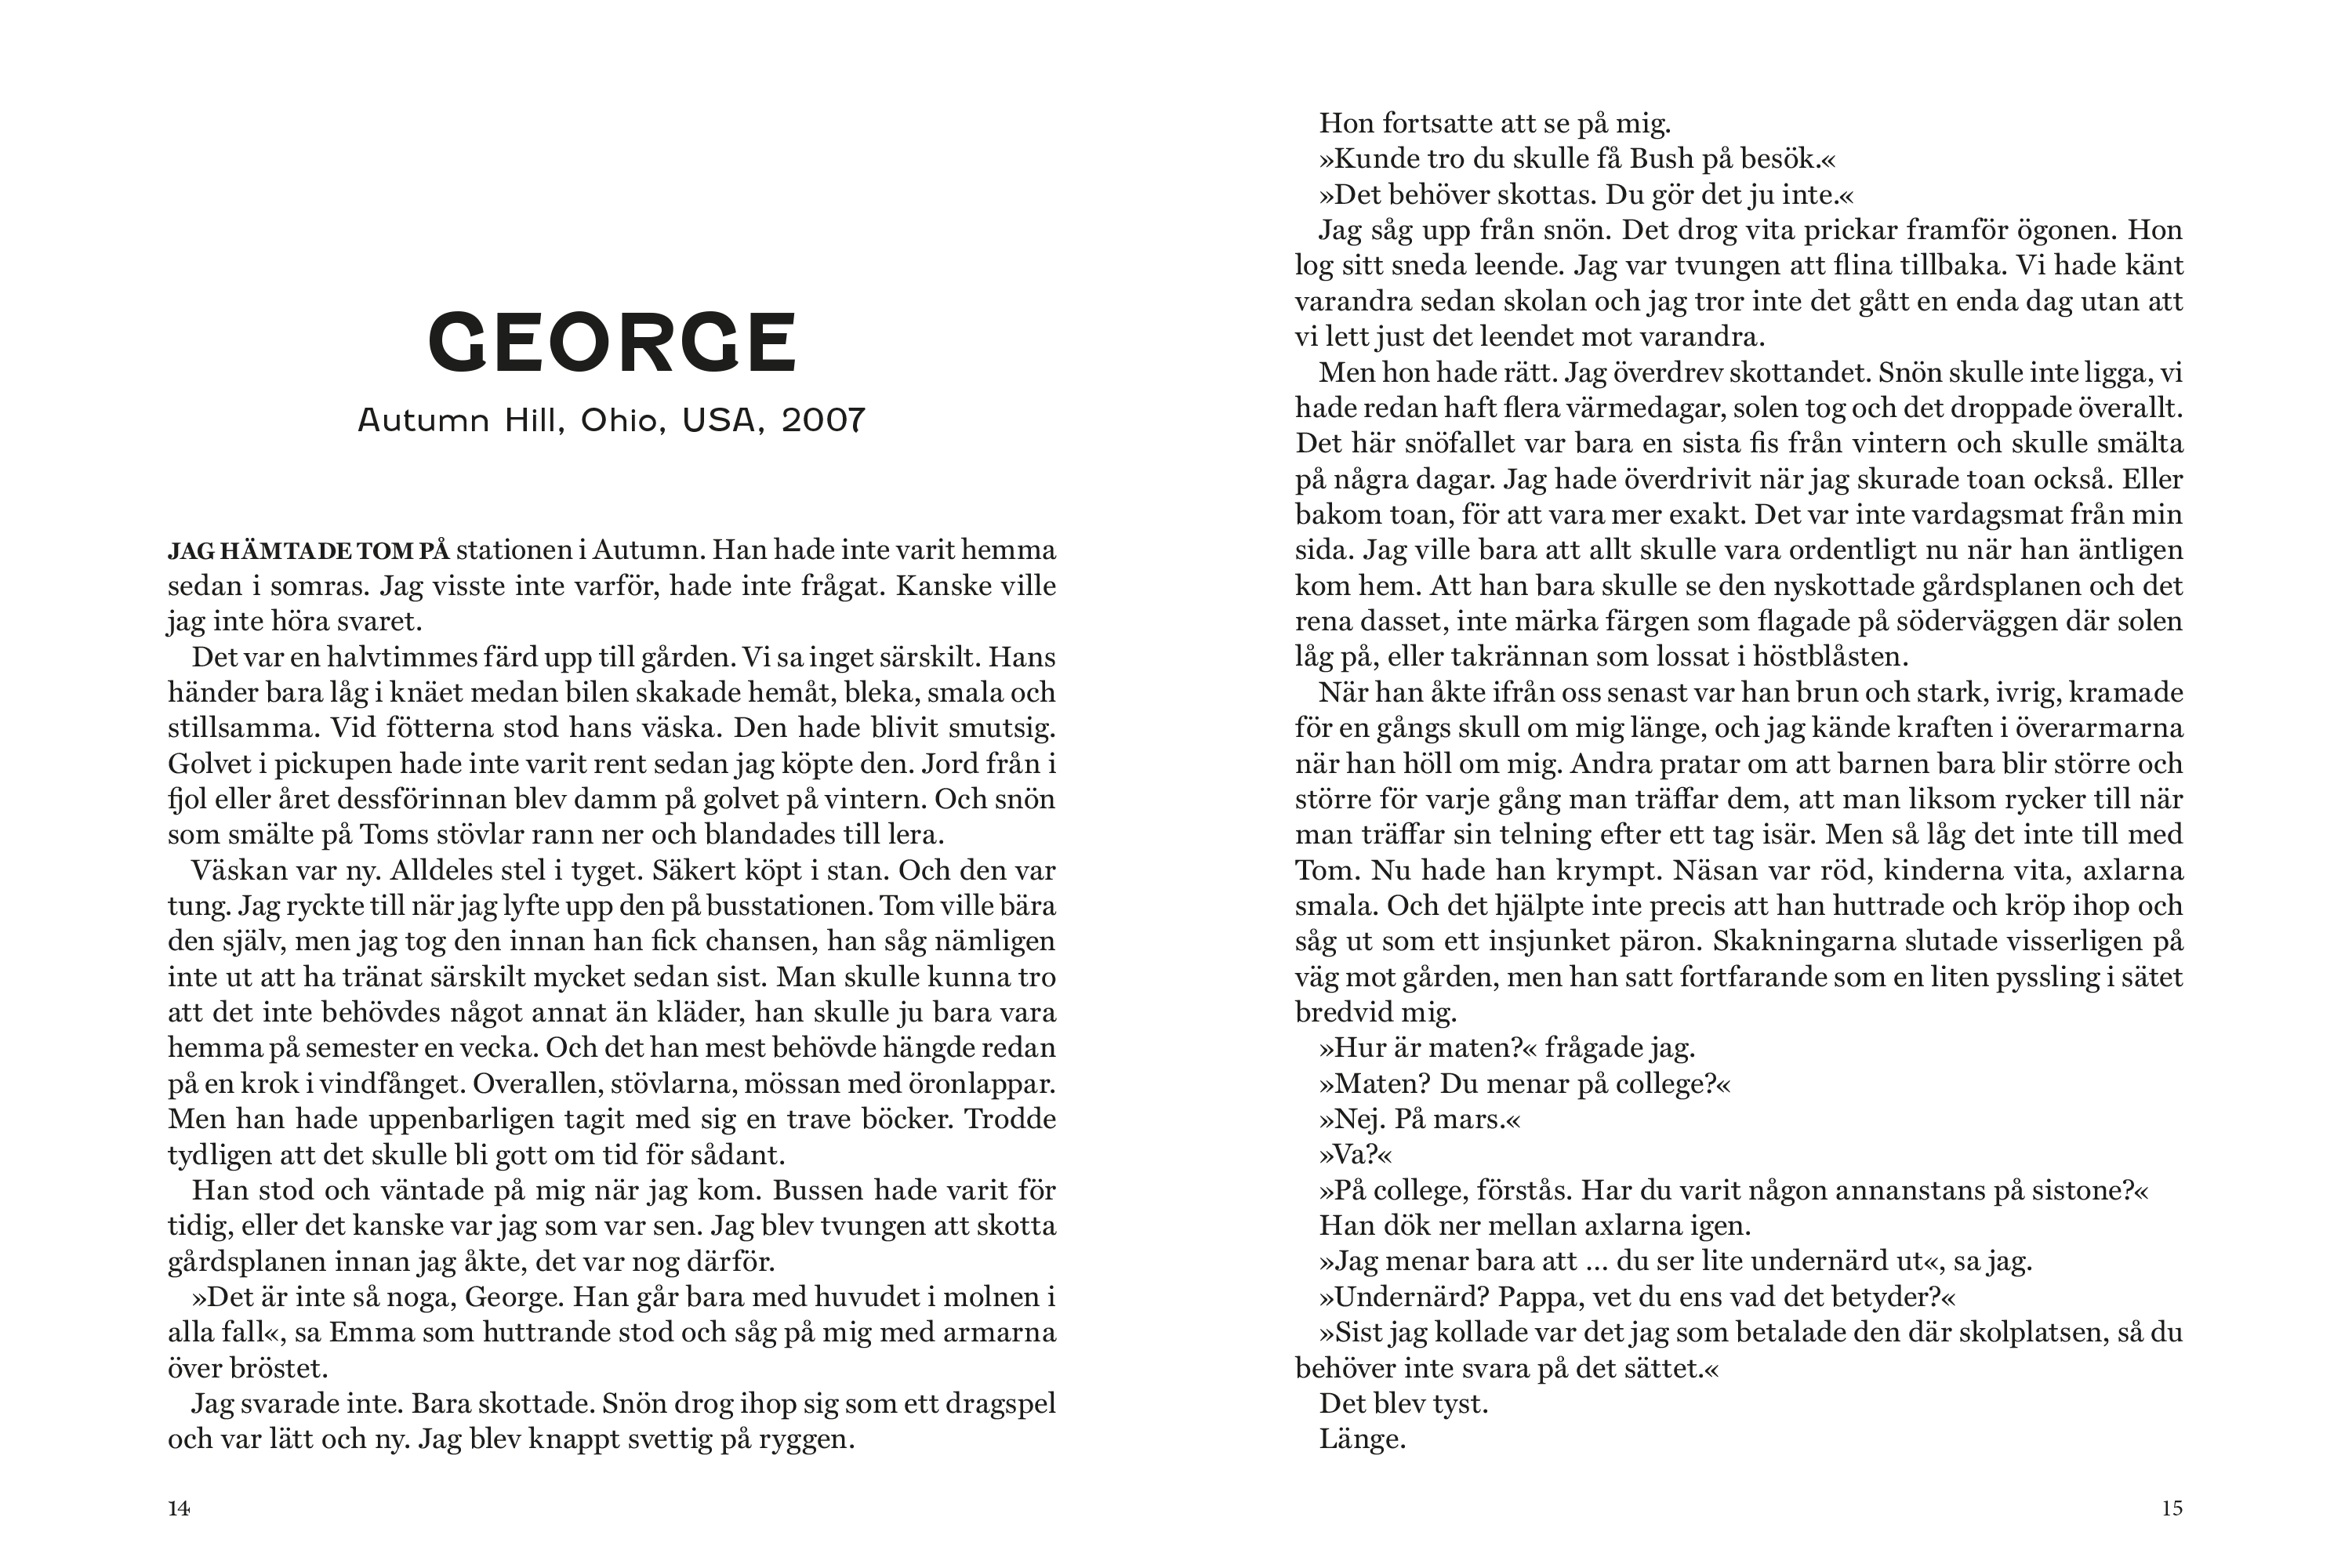 GEORGE
Autumn Hill, Ohio, USA, 2007
JAG HÄMTADE TOM PÅ stationen i Autumn. Han hade inte varit hemma
sedan i somras. Jag visste inte varför, hade inte frågat. Kanske ville
jag inte höra svaret.
Det var en halvtimmes färd upp till gården. Vi sa inget särskilt. Hans
händer bara låg i knäet medan bilen skakade hemåt, bleka, smala och
stillsamma. Vid fötterna stod hans väska. Den hade blivit smutsig.
Golvet i pickupen hade inte varit rent sedan jag köpte den. Jord från i
fjol eller året dessförinnan blev damm på golvet på vintern. Och snön
som smälte på Toms stövlar rann ner och blandades till lera.
Väskan var ny. Alldeles stel i tyget. Säkert köpt i stan. Och den var
tung. Jag ryckte till när jag lyfte upp den på busstationen. Tom ville bära
den själv, men jag tog den innan han fick chansen, han såg nämligen
inte ut att ha tränat särskilt mycket sedan sist. Man skulle kunna tro
att det inte behövdes något annat än kläder, han skulle ju bara vara
hemma på semester en vecka. Och det han mest behövde hängde redan
på en krok i vindfånget. Overallen, stövlarna, mössan med öronlappar.
Men han hade uppenbarligen tagit med sig en trave böcker. Trodde
tydligen att det skulle bli gott om tid för sådant.
Han stod och väntade på mig när jag kom. Bussen hade varit för
tidig, eller det kanske var jag som var sen. Jag blev tvungen att skotta
gårdsplanen innan jag åkte, det var nog därför.
»Det är inte så noga, George. Han går bara med huvudet i molnen i
alla fall«, sa Emma som huttrande stod och såg på mig med armarna
över bröstet.
Jag svarade inte. Bara skottade. Snön drog ihop sig som ett dragspel
och var lätt och ny. Jag blev knappt svettig på ryggen.
14
Hon fortsatte att se på mig.
»Kunde tro du skulle få Bush på besök.«
»Det behöver skottas. Du gör det ju inte.«
Jag såg upp från snön. Det drog vita prickar framför ögonen. Hon
log sitt sneda leende. Jag var tvungen att flina tillbaka. Vi hade känt
varandra sedan skolan och jag tror inte det gått en enda dag utan att
vi lett just det leendet mot varandra.
Men hon hade rätt. Jag överdrev skottandet. Snön skulle inte ligga, vi
hade redan haft flera värmedagar, solen tog och det droppade överallt.
Det här snöfallet var bara en sista fis från vintern och skulle smälta
på några dagar. Jag hade överdrivit när jag skurade toan också. Eller
bakom toan, för att vara mer exakt. Det var inte vardagsmat från min
sida. Jag ville bara att allt skulle vara ordentligt nu när han äntligen
kom hem. Att han bara skulle se den nyskottade gårdsplanen och det
rena dasset, inte märka färgen som flagade på söderväggen där solen
låg på, eller takrännan som lossat i höstblåsten.
När han åkte ifrån oss senast var han brun och stark, ivrig, kramade
för en gångs skull om mig länge, och jag kände kraften i överarmarna
när han höll om mig. Andra pratar om att barnen bara blir större och
större för varje gång man träffar dem, att man liksom rycker till när
man träffar sin telning efter ett tag isär. Men så låg det inte till med
Tom. Nu hade han krympt. Näsan var röd, kinderna vita, axlarna
smala. Och det hjälpte inte precis att han huttrade och kröp ihop och
såg ut som ett insjunket päron. Skakningarna slutade visserligen på
väg mot gården, men han satt fortfarande som en liten pyssling i sätet
bredvid mig.
»Hur är maten?« frågade jag.
»Maten? Du menar på college?«
»Nej. På mars.«
»Va?«
»På college, förstås. Har du varit någon annanstans på sistone?«
Han dök ner mellan axlarna igen.
»Jag menar bara att … du ser lite undernärd ut«, sa jag.
»Undernärd? Pappa, vet du ens vad det betyder?«
»Sist jag kollade var det jag som betalade den där skolplatsen, så du
behöver inte svara på det sättet.«
Det blev tyst.
Länge.
15